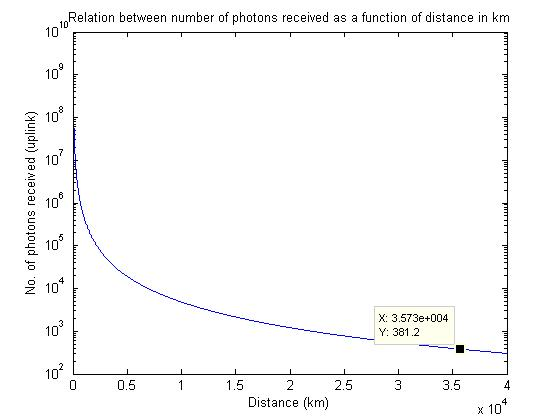 Relation between number of photons received as a function of distance in km
10^10
10^9
10^8
10^7
10^6
10^5
10^4
10^3
10^2
No. of photons received (uplink)
X: 3.573e+004
Y: 381.2
0 0.5 1 1.5 2 2.5 3 3.5 4
x 10^4
Distance (km)